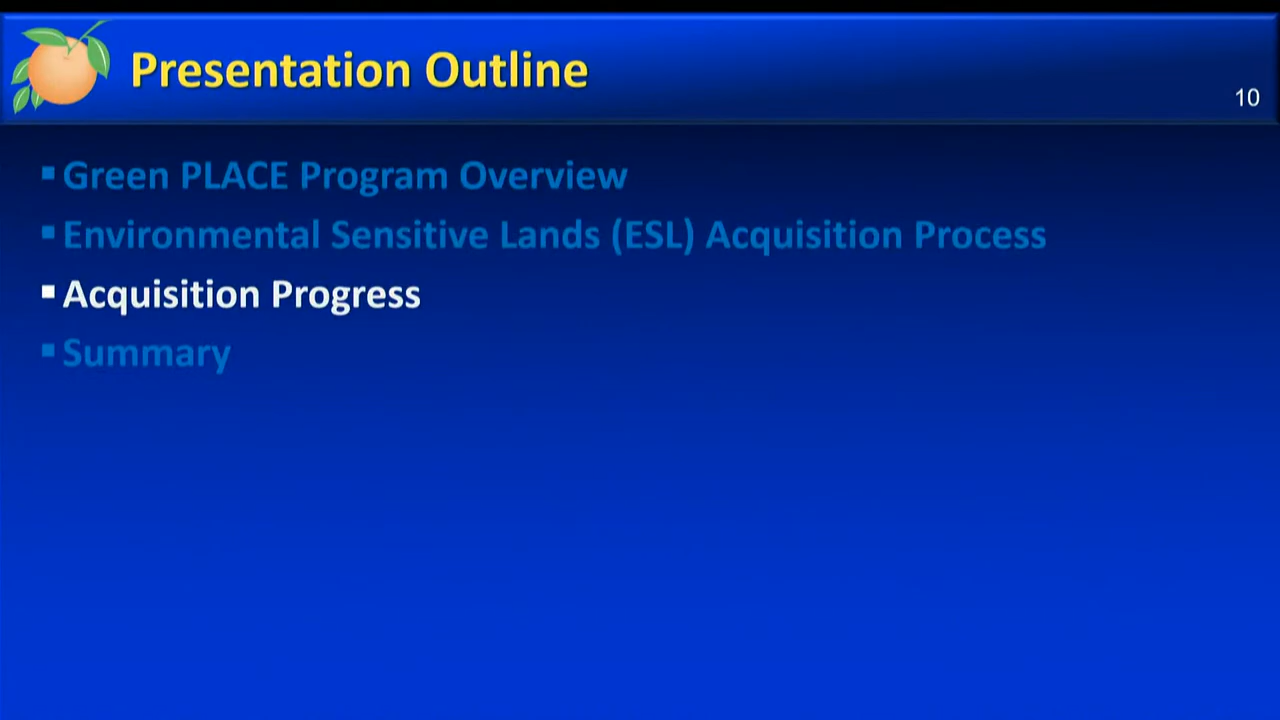 Presentation Outline
10
▪Green PLACE Program Overview
▪Environmental Sensitive Lands (ESL) Acquisition Process
▪Acquisition Progress
▪Summary